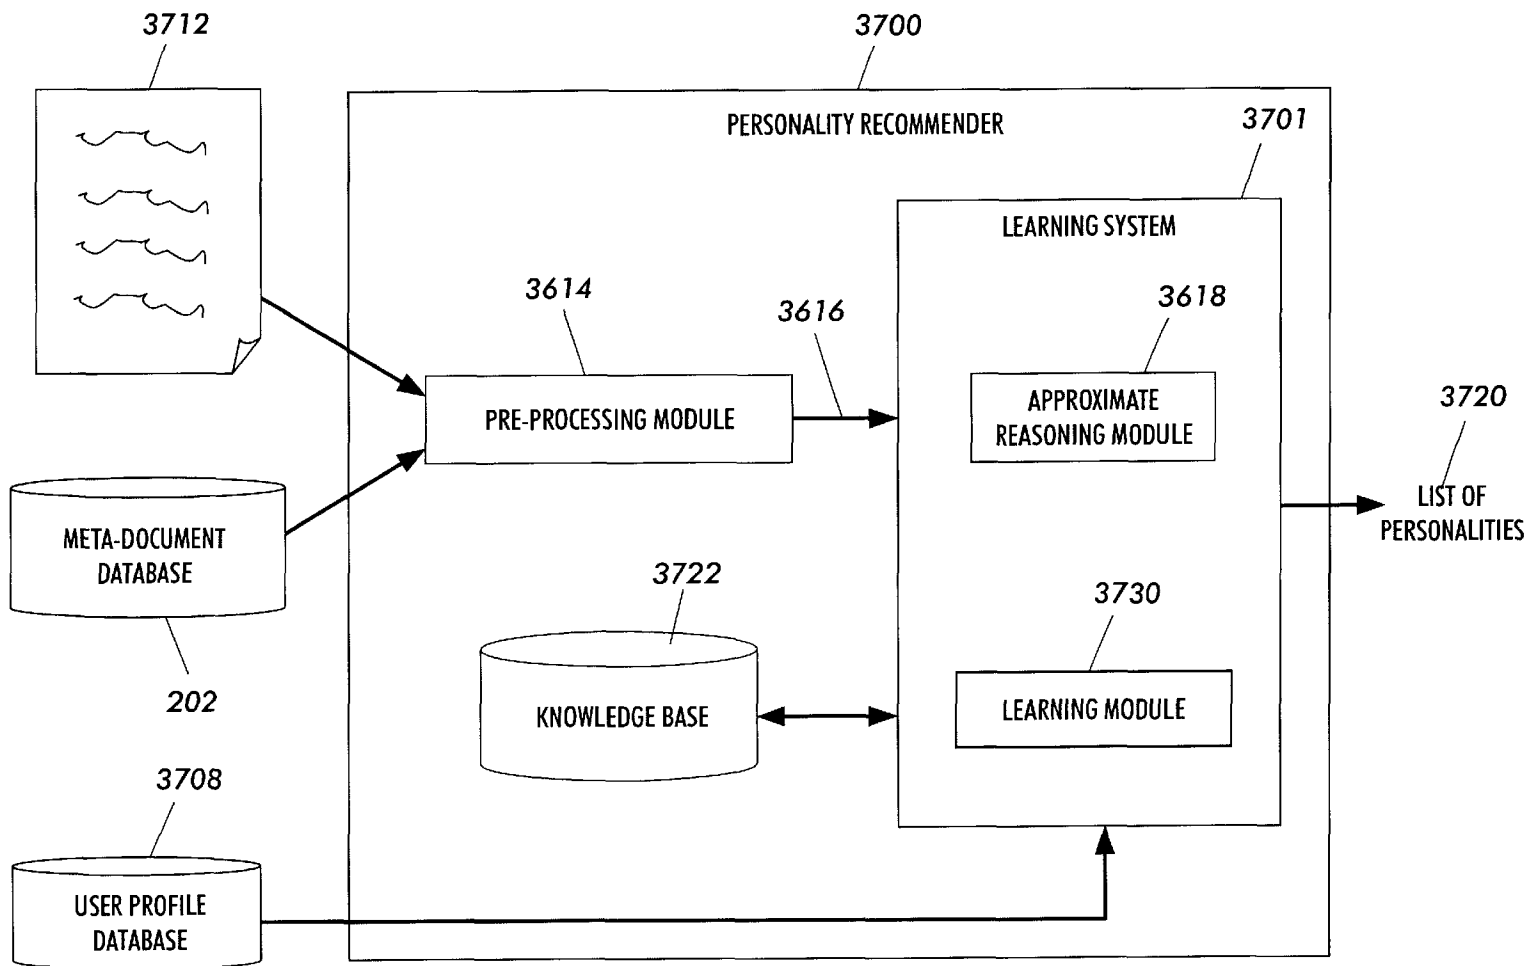 3712
3700
PERSONALITY RECOMMENDER
3701
LEARNING SYSTEM
3614
3616
3618
PRE-PROCESSING MODULE
APPROXIMATE
REASONING MODULE
3720
LIST OF
PERSONALITIES
META-DOCUMENT
DATABASE
202
3722
KNOWLEDGE BASE
3730
LEARNING MODULE
3708
USER PROFILE
DATABASE